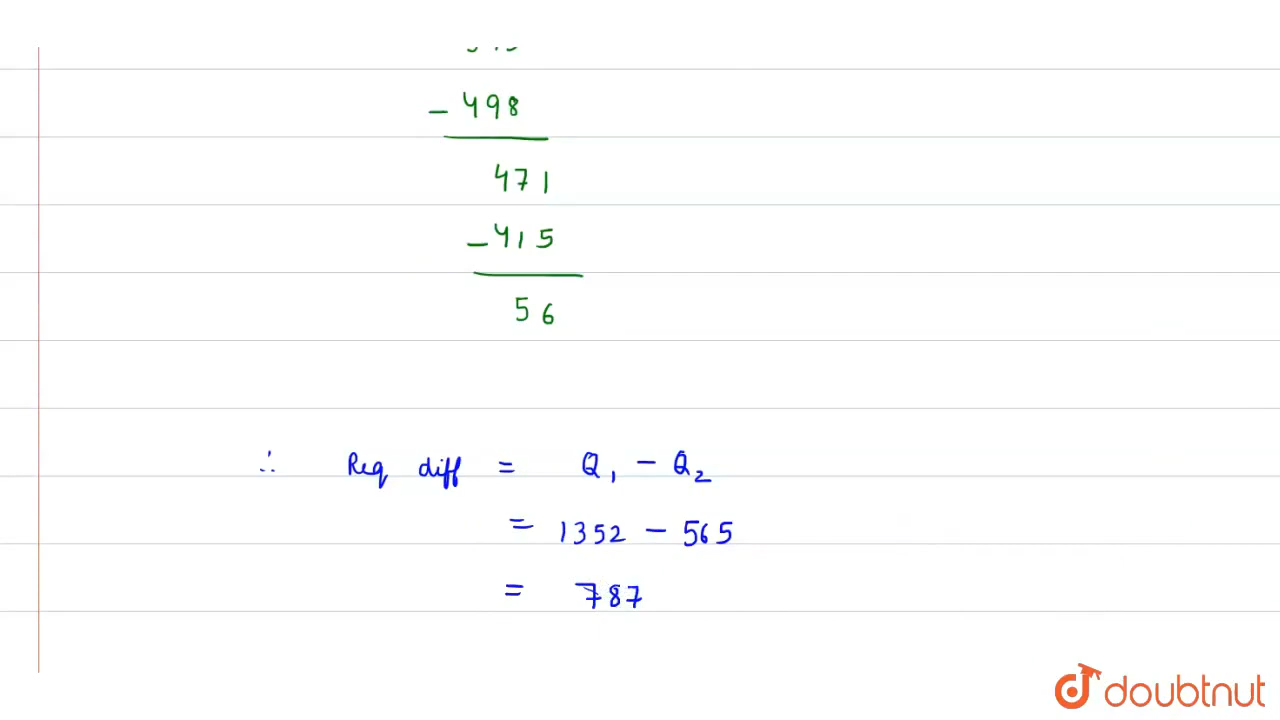 - 498
471
- 415
56
∴ Req diff = Q₁ - Q₂
= 1352 - 565
= 787
doubtnut